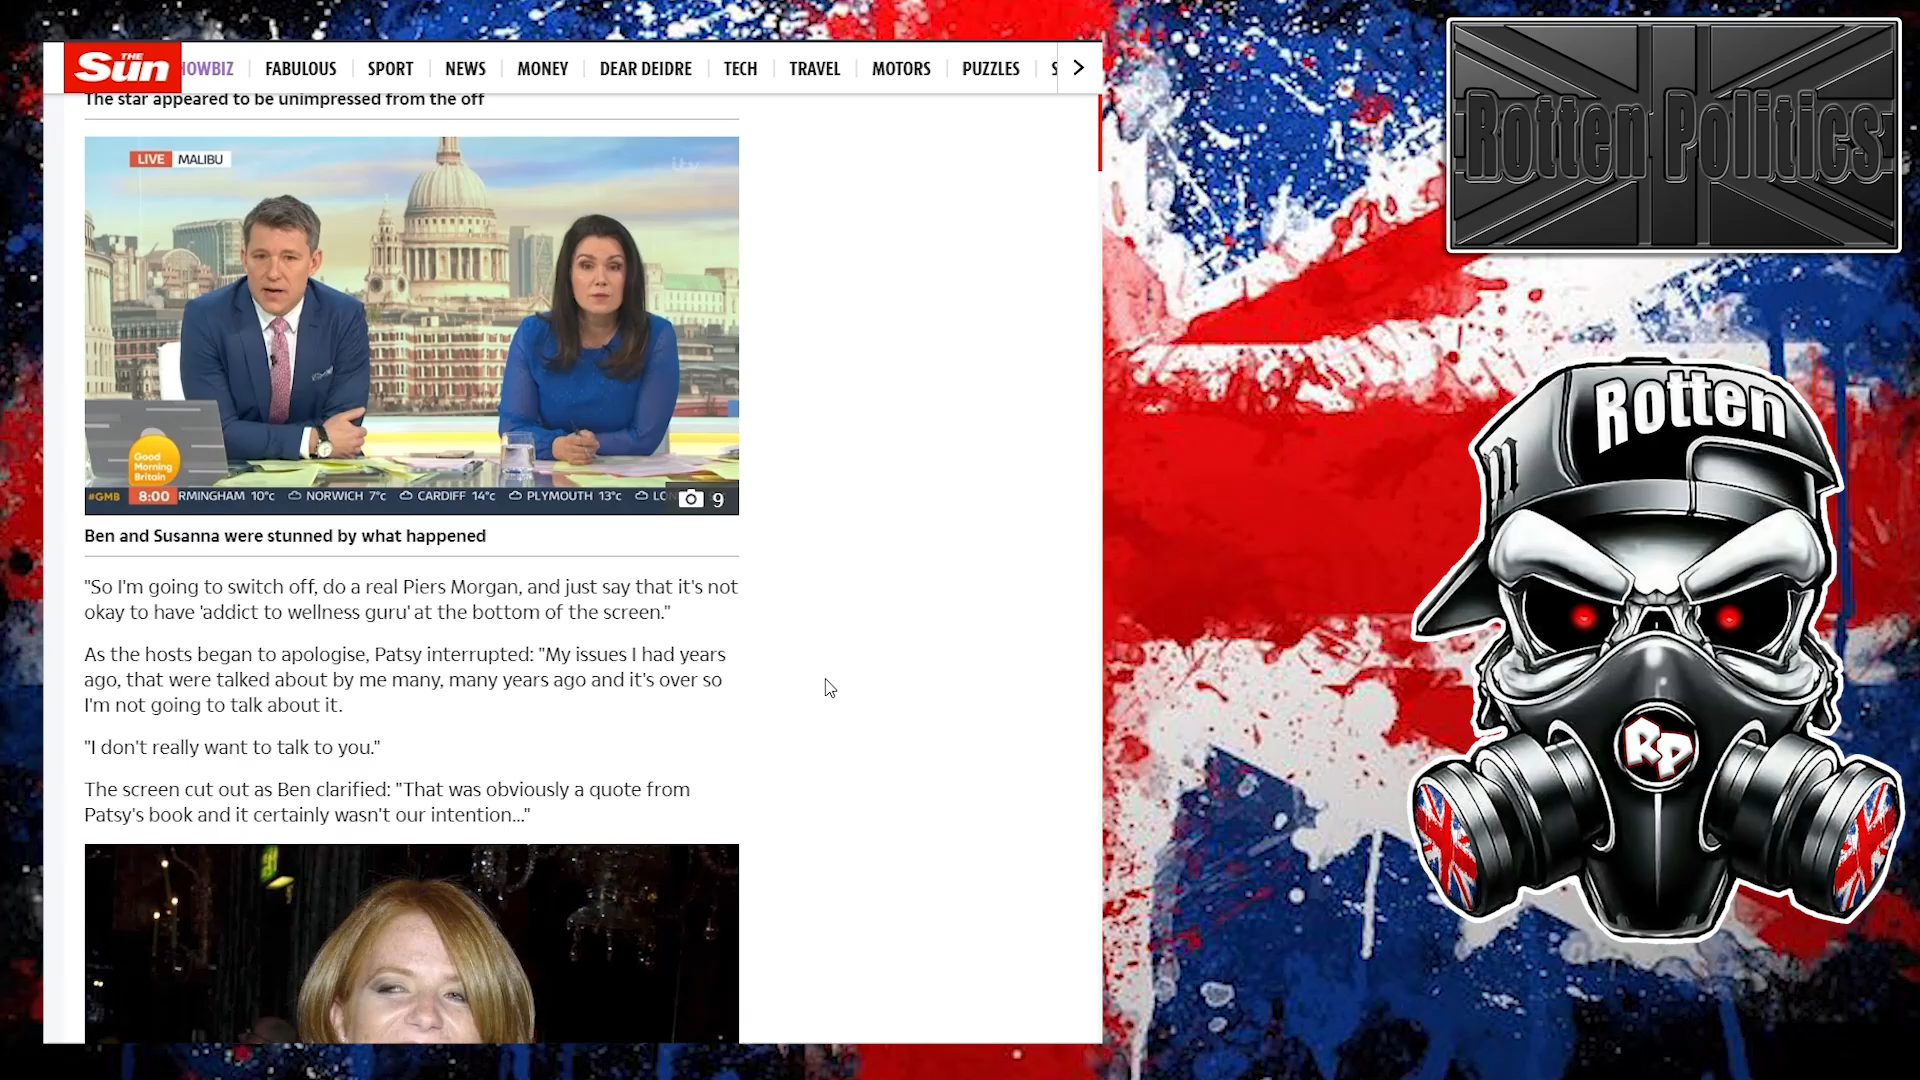 THE
Sun
HOWBIZ
FABULOUS
SPORT
NEWS
MONEY
DEAR DEIDRE
TECH
TRAVEL
MOTORS
PUZZLES
S
The star appeared to be unimpressed from the off
LIVE MALIBU
itv
Good
Morning
Britain
#GMB 8:00 RMINGHAM 10°c NORWICH 7°c CARDIFF 14°c PLYMOUTH 13°c LO
9
Ben and Susanna were stunned by what happened
"So I'm going to switch off, do a real Piers Morgan, and just say that it's not
okay to have 'addict to wellness guru' at the bottom of the screen."
As the hosts began to apologise, Patsy interrupted: "My issues I had years
ago, that were talked about by me many, many years ago and it's over so
I'm not going to talk about it.
"I don't really want to talk to you."
The screen cut out as Ben clarified: "That was obviously a quote from
Patsy's book and it certainly wasn't our intention..."
Rotten Politics
Rotten
RP